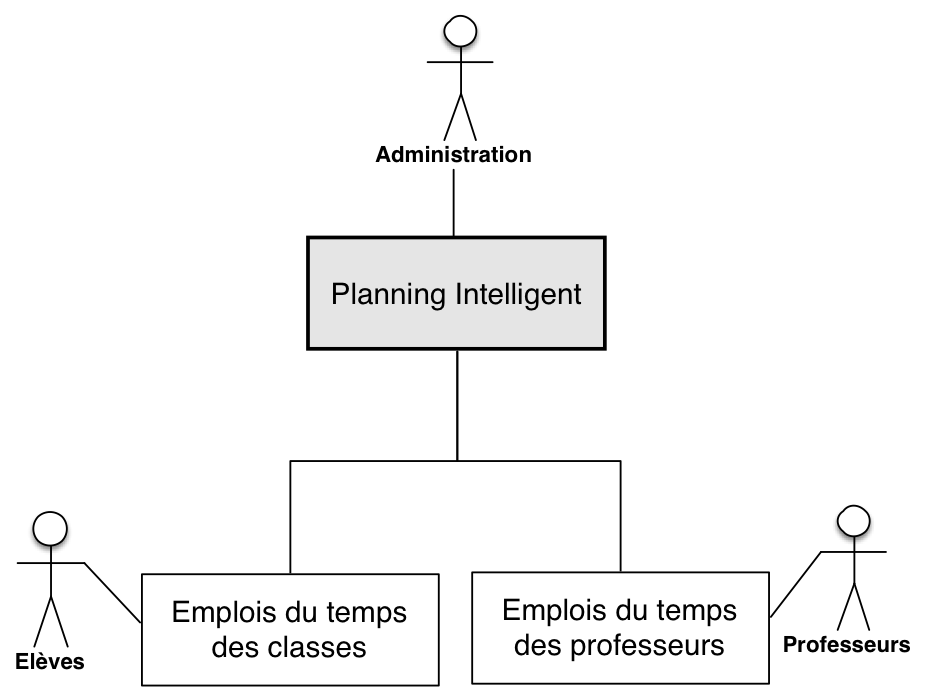 Administration
Planning Intelligent
Emplois du temps
des classes
Emplois du temps
des professeurs
Elèves
Professeurs